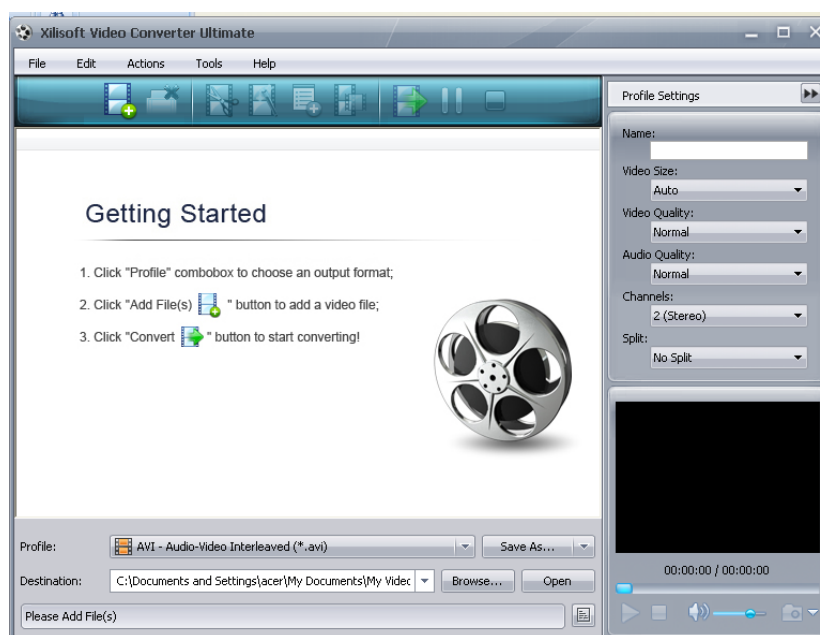 Xilisoft Video Converter Ultimate
File Edit Actions Tools Help
Profile Settings
Name:
Video Size:
Auto
Video Quality:
Normal
Audio Quality:
Normal
Channels:
2 (Stereo)
Split:
No Split
Getting Started
1. Click "Profile" combobox to choose an output format;
2. Click "Add File(s) " button to add a video file;
3. Click "Convert " button to start converting!
Profile: AVI - Audio-Video Interleaved (*.avi) Save As...
Destination: C:\Documents and Settings\acer\My Documents\My Videc Browse... Open
Please Add File(s)
00:00:00 / 00:00:00